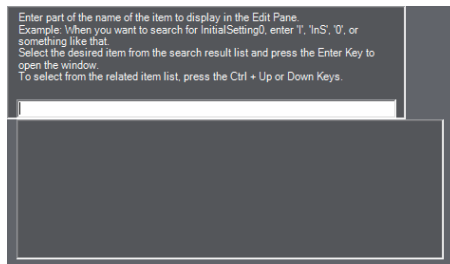 Enter part of the name of the item to display in the Edit Pane.
Example: When you want to search for InitialSetting0, enter 'I', 'InS', '0', or
something like that.
Select the desired item from the search result list and press the Enter Key to
open the window.
To select from the related item list, press the Ctrl + Up or Down Keys.